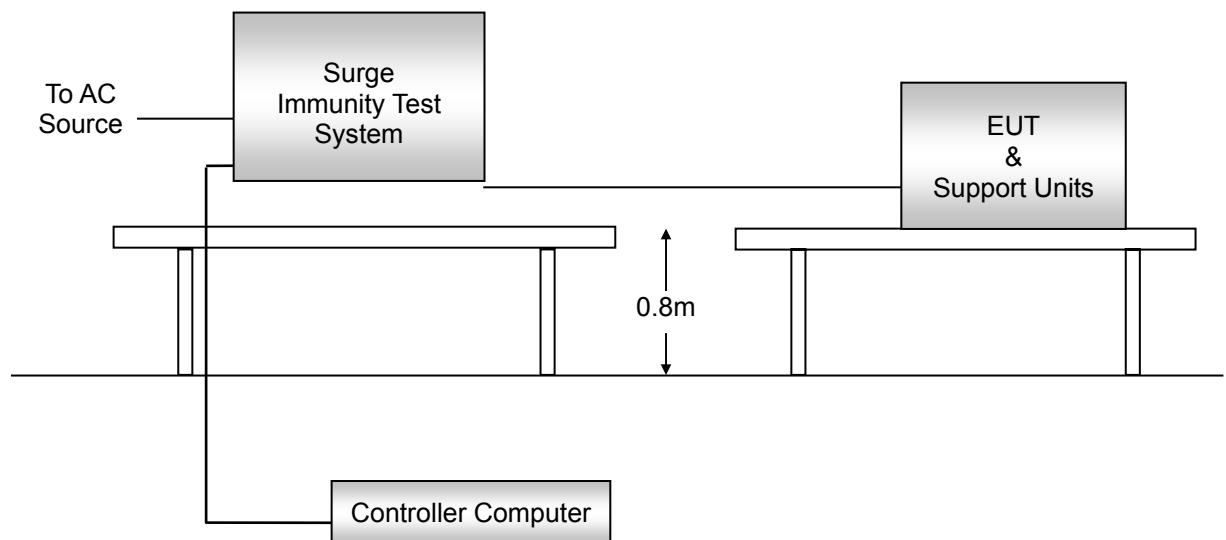 Surge
Immunity Test
System
To AC
Source
EUT
&
Support Units
0.8m
Controller Computer